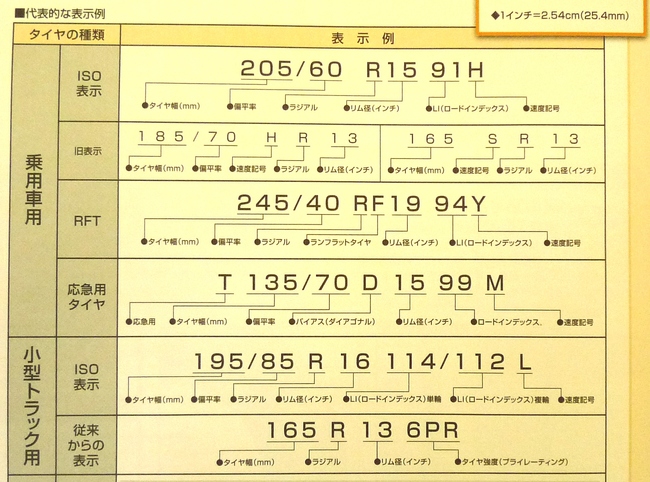 ■代表的な表示例
◆1インチ=2.54cm(25.4mm)
タイヤの種類
表示例
乗用車用
ISO
表示
205/60 R15 91H
●タイヤ幅(mm) ●偏平率 ●ラジアル ●リム径(インチ) ●LI(ロードインデックス) ●速度記号
旧表示
185/70 H R 13
●タイヤ幅(mm) ●偏平率 ●速度記号 ●ラジアル ●リム径(インチ)
165 S R 13
●タイヤ幅(mm) ●速度記号 ●ラジアル ●リム径(インチ)
RFT
245/40 RF19 94Y
●タイヤ幅(mm) ●偏平率 ●ラジアル ●ランフラットタイヤ ●リム径(インチ) ●LI(ロードインデックス) ●速度記号
応急用
タイヤ
T 135/70 D 15 99 M
●応急用 ●タイヤ幅(mm) ●偏平率 ●バイアス(ダイアゴナル) ●リム径(インチ) ●ロードインデックス. ●速度記号
小型トラック用
ISO
表示
195/85 R 16 114/112 L
●タイヤ幅(mm) ●偏平率 ●ラジアル ●リム径(インチ) ●LI(ロードインデックス)単輪 ●LI(ロードインデックス)複輪 ●速度記号
従来
からの
表示
165 R 13 6PR
●タイヤ幅(mm) ●ラジアル ●リム径(インチ) ●タイヤ強度(プライレーティング)